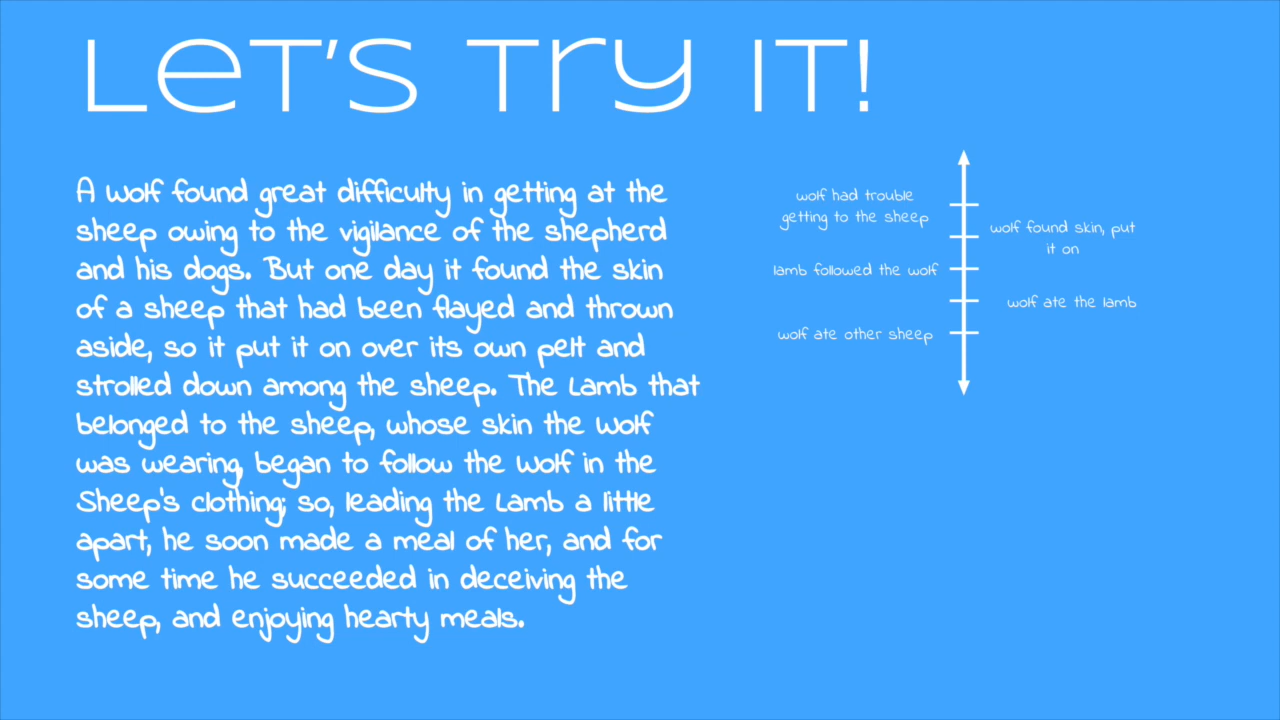 Let's Try It!
A wolf found great difficulty in getting at the
sheep owing to the vigilance of the shepherd
and his dogs. But one day it found the skin
of a sheep that had been flayed and thrown
aside, so it put it on over its own pelt and
strolled down among the sheep. The Lamb that
belonged to the sheep, whose skin the Wolf
was wearing, began to follow the Wolf in the
Sheep's clothing; so, leading the Lamb a little
apart, he soon made a meal of her, and for
some time he succeeded in deceiving the
sheep, and enjoying hearty meals.
wolf had trouble
getting to the sheep
wolf found skin, put
it on
lamb followed the wolf
wolf ate the lamb
wolf ate other sheep